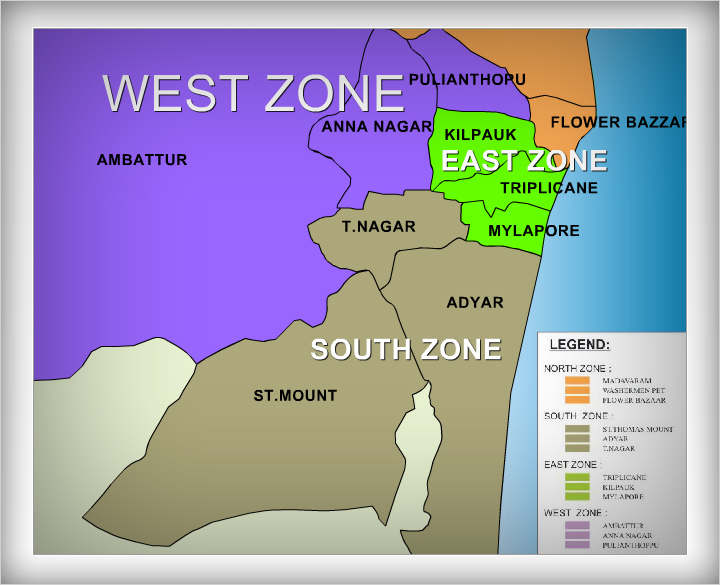 WEST ZONE
PULIANTHOPU
ANNA NAGAR
FLOWER BAZZAR
KILPAUK
AMBATTUR
EAST ZONE
TRIPLICANE
T.NAGAR
MYLAPORE
ADYAR
SOUTH ZONE
ST.MOUNT
LEGEND:
NORTH ZONE :
MADAVARAM
WASHERMEN PET
FLOWER BAZAAR
SOUTH ZONE :
ST.THOMAS MOUNT
ADYAR
T.NAGAR
EAST ZONE :
TRIPLICANE
KILPAUK
MYLAPORE
WEST ZONE :
AMBATTUR
ANNA NAGAR
PULIANTHOPPU